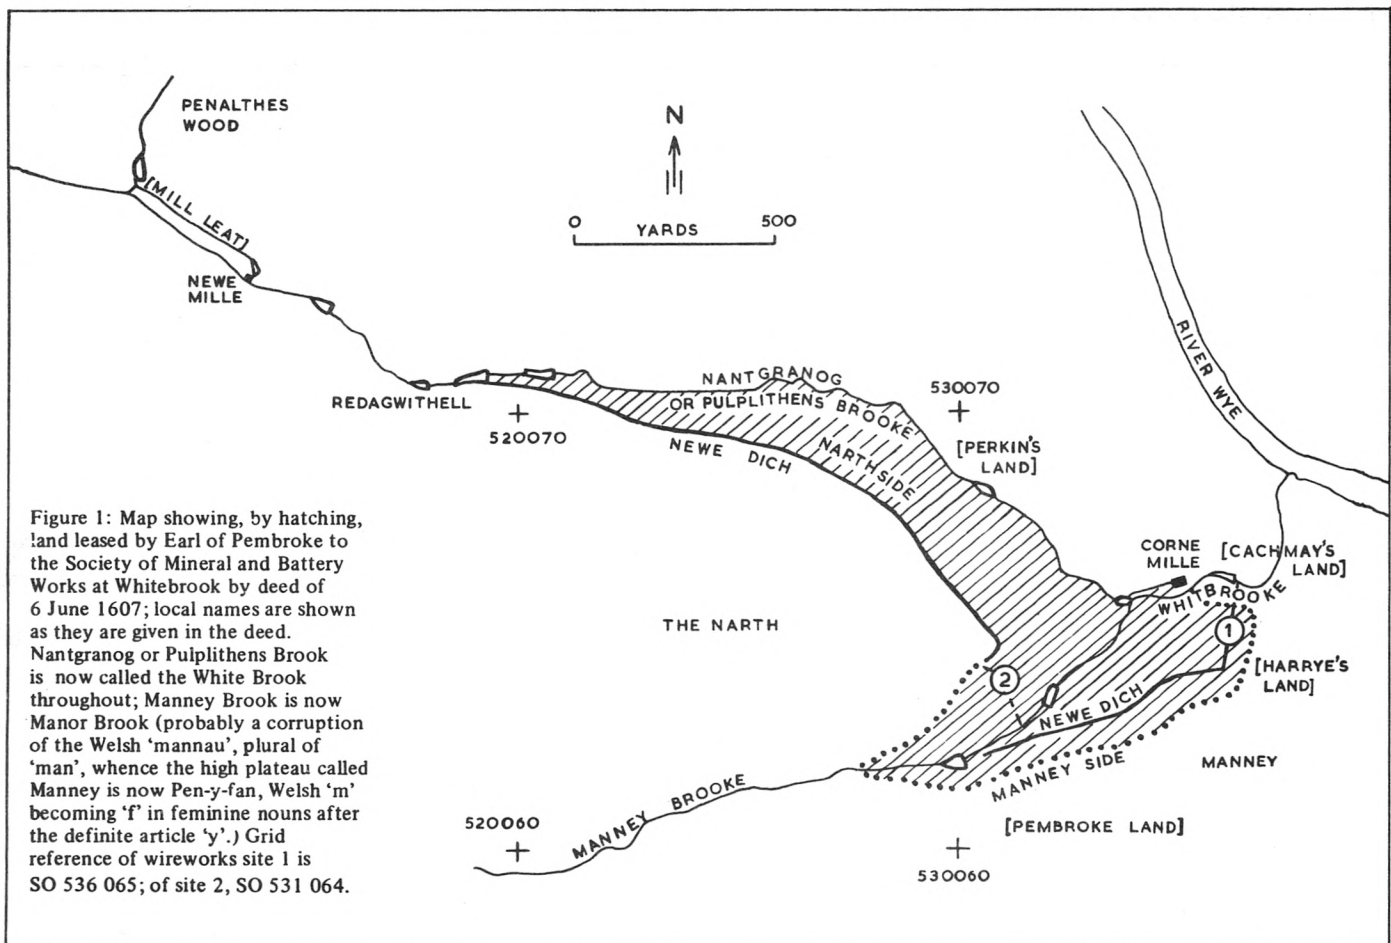 PENALTHES
WOOD
[MILL LEAT]
NEWE
MILLE
N
0 500
YARDS
RIVER WYE
NANTGRANOG
OR PULPLITHENS BROOKE
530070
REDAGWITHELL
520070
NEWE DICH
NARTHSIDE
[PERKIN'S
LAND]
CORNE
MILLE
[CACHMAY'S
LAND]
WHITBROOKE
1
THE NARTH
[HARRYE'S
LAND]
2
NEWE DICH
MANNEY SIDE
MANNEY
MANNEY BROOKE
[PEMBROKE LAND]
520060
530060
Figure 1: Map showing, by hatching,
land leased by Earl of Pembroke to
the Society of Mineral and Battery
Works at Whitebrook by deed of
6 June 1607; local names are shown
as they are given in the deed.
Nantgranog or Pulplithens Brook
is now called the White Brook
throughout; Manney Brook is now
Manor Brook (probably a corruption
of the Welsh ‘mannau’, plural of
‘man’, whence the high plateau called
Manney is now Pen-y-fan, Welsh ‘m’
becoming ‘f’ in feminine nouns after
the definite article ‘y’.) Grid
reference of wireworks site 1 is
SO 536 065; of site 2, SO 531 064.